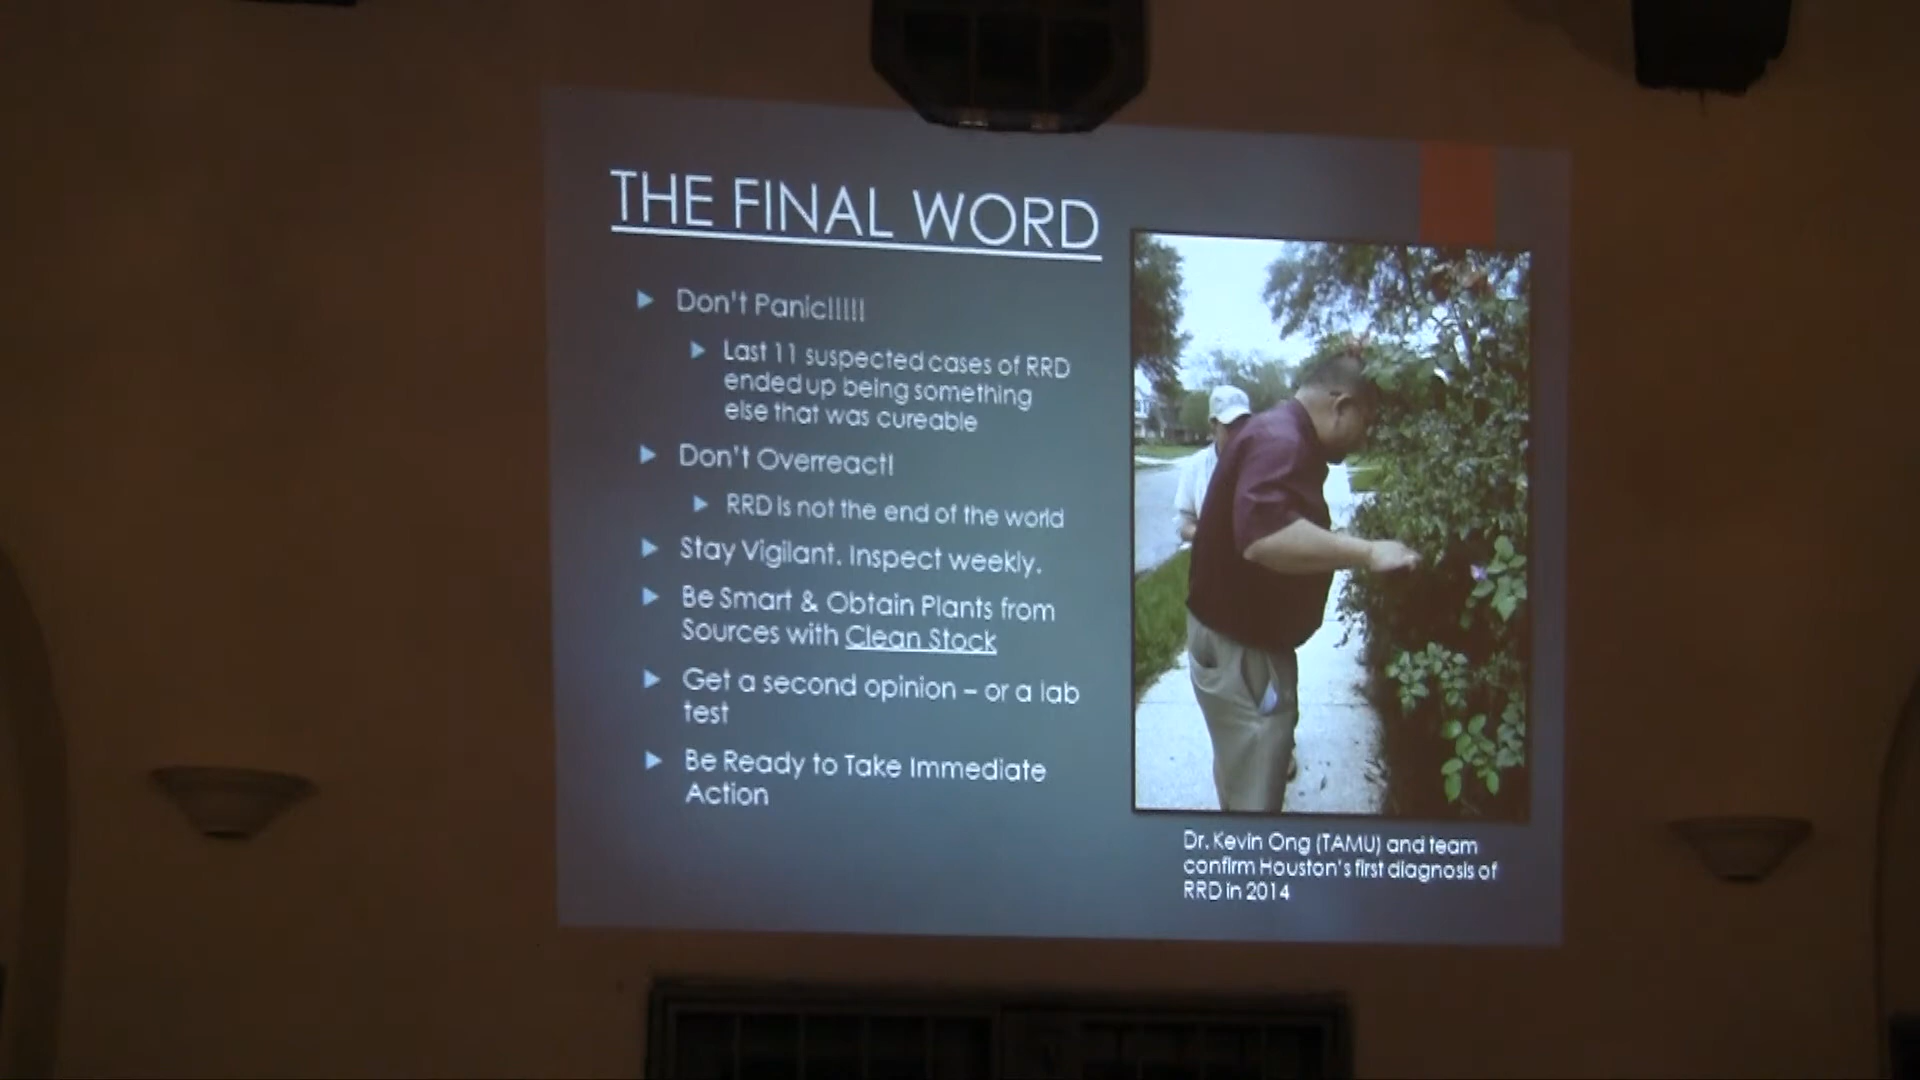 THE FINAL WORD
Don't Panic!!!!!
Last 11 suspected cases of RRD
ended up being something
else that was cureable
Don't Overreact!
RRD is not the end of the world
Stay Vigilant. Inspect weekly.
Be Smart & Obtain Plants from
Sources with Clean Stock
Get a second opinion – or a lab
test
Be Ready to Take Immediate
Action
Dr. Kevin Ong (TAMU) and team
confirm Houston's first diagnosis of
RRD in 2014